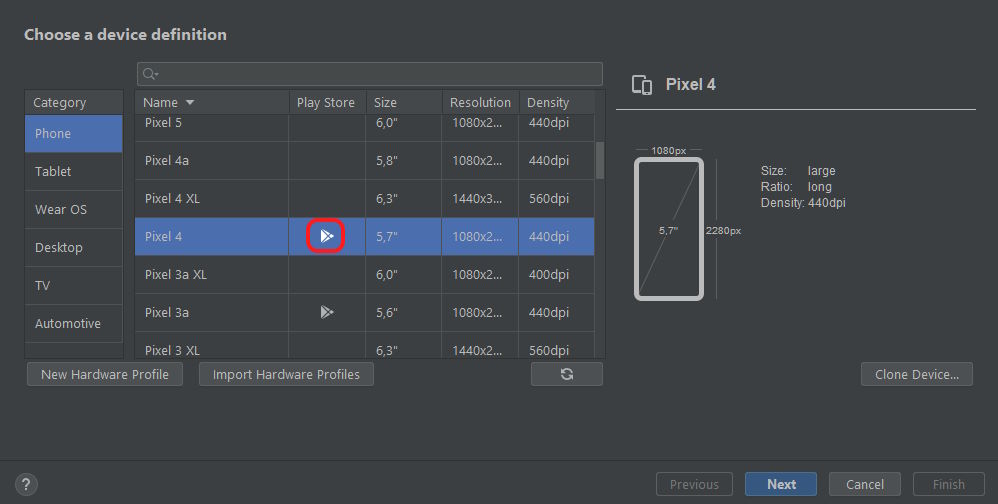 Choose a device definition
Category
Phone
Tablet
Wear OS
Desktop
TV
Automotive
Name Play Store Size Resolution Density
Pixel 5 6,0" 1080x2... 440dpi
Pixel 4a 5,8" 1080x2... 440dpi
Pixel 4 XL 6,3" 1440x3... 560dpi
Pixel 4 5,7" 1080x2... 440dpi
Pixel 3a XL 6,0" 1080x2... 400dpi
Pixel 3a 5,6" 1080x2... 440dpi
Pixel 3 XL 6,3" 1440x2... 560dpi
New Hardware Profile Import Hardware Profiles
Pixel 4
1080px
5,7"
2280px
Size: large
Ratio: long
Density: 440dpi
Clone Device...
? Previous Next Cancel Finish